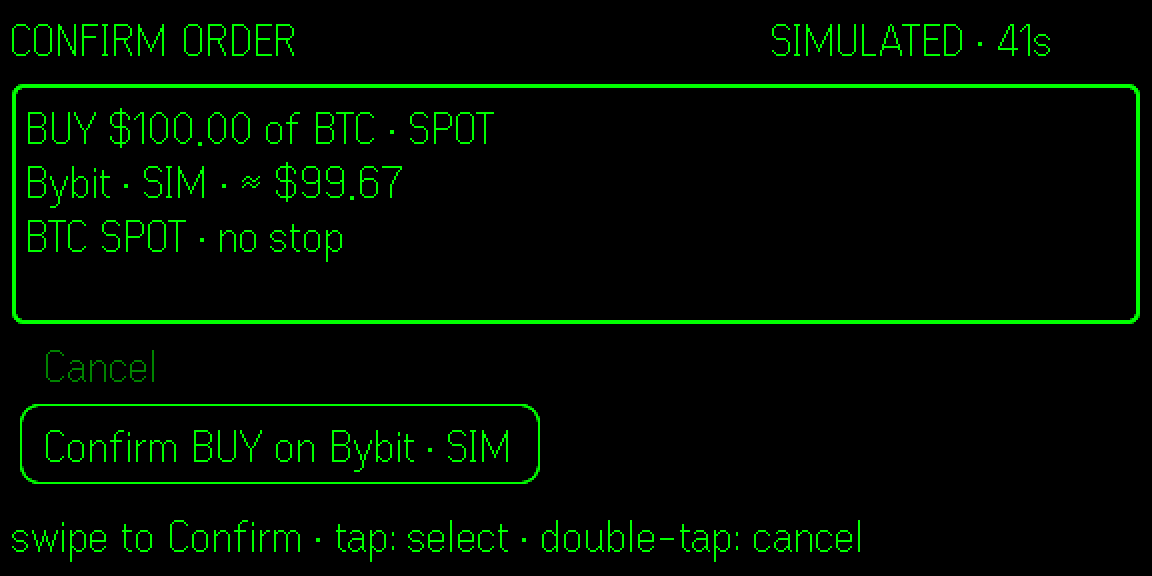 CONFIRM ORDER SIMULATED · 41s
BUY $100.00 of BTC · SPOT
Bybit · SIM · ≈ $99.67
BTC SPOT · no stop
Cancel
Confirm BUY on Bybit · SIM
swipe to Confirm · tap: select · double-tap: cancel